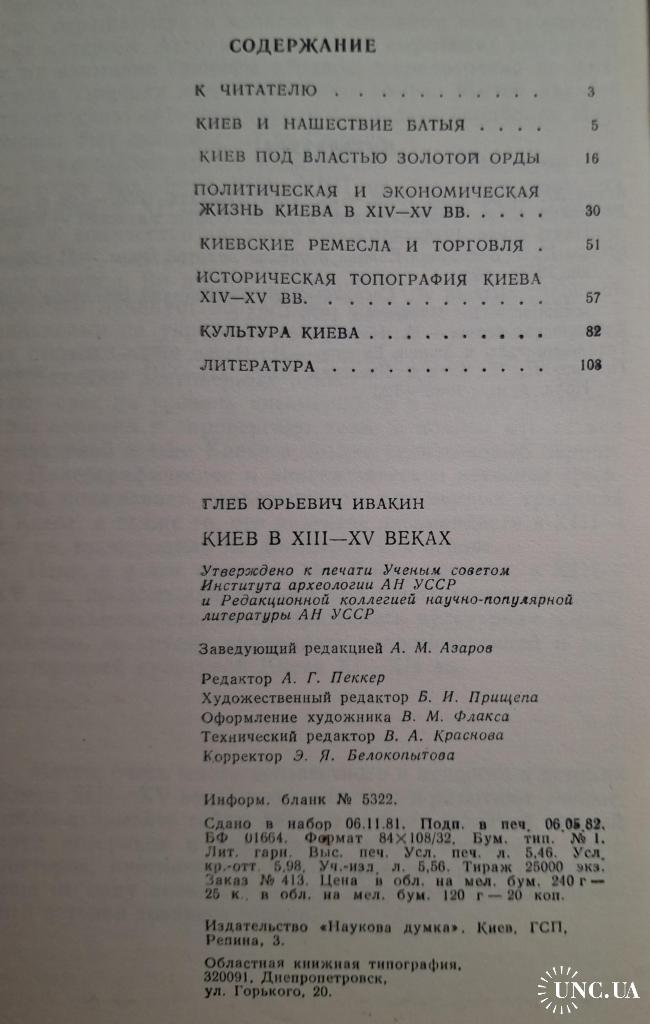 СОДЕРЖАНИЕ
К ЧИТАТЕЛЮ . . . . . . . . . . . 3
КИЕВ И НАШЕСТВИЕ БАТЫЯ . . . . 5
КИЕВ ПОД ВЛАСТЬЮ ЗОЛОТОЙ ОРДЫ 16
ПОЛИТИЧЕСКАЯ И ЭКОНОМИЧЕСКАЯ
ЖИЗНЬ КИЕВА В XIV—XV ВВ. . . . . 30
КИЕВСКИЕ РЕМЕСЛА И ТОРГОВЛЯ . 51
ИСТОРИЧЕСКАЯ ТОПОГРАФИЯ КИЕВА
XIV—XV ВВ. . . . . . . . . . . . . 57
КУЛЬТУРА КИЕВА . . . . . . . . . . 82
ЛИТЕРАТУРА . . . . . . . . . . . . 103
ГЛЕБ ЮРЬЕВИЧ ИВАКИН
КИЕВ В XIII—XV ВЕКАХ
Утверждено к печати Ученым советом
Института археологии АН УССР
и Редакционной коллегией научно-популярной
литературы АН УССР
Заведующий редакцией А. М. Азаров
Редактор А. Г. Пеккер
Художественный редактор Б. И. Прищепа
Оформление художника В. М. Флакса
Технический редактор В. А. Краснова
Корректор Э. Я. Белокопытова
Информ. бланк № 5322.
Сдано в набор 06.11.81. Подп. в печ. 06.05.82.
БФ 01664. Формат 84×108/32. Бум. тип. № 1.
Лит. гарн. Выс. печ. Усл. печ. л. 5,46. Усл.
кр.-отт. 5,98. Уч.-изд. л. 5,56. Тираж 25000 экз.
Заказ № 413. Цена в обл. на мел. бум. 240 г —
25 к., в обл. на мел. бум. 120 г — 20 коп.
Издательство «Наукова думка». Киев, ГСП,
Репина, 3.
Областная книжная типография,
320091, Днепропетровск,
ул. Горького, 20.
UNC.UA